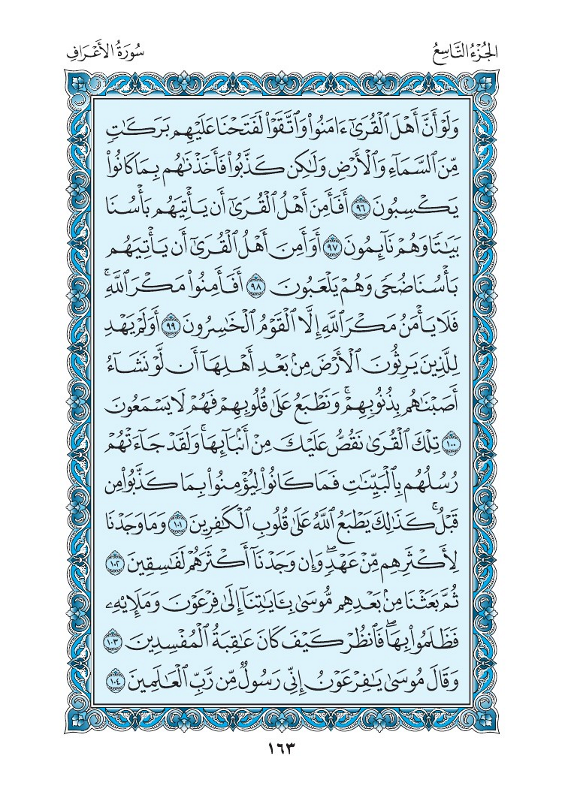 الجُزْءُ التَّاسِعُ
سُورَةُ الأَعْرَافِ
وَلَوْ أَنَّ أَهْلَ ٱلْقُرَىٰٓ ءَامَنُواْ وَٱتَّقَوْاْ لَفَتَحْنَا عَلَيْهِم بَرَكَٰتٍ
مِّنَ ٱلسَّمَآءِ وَٱلْأَرْضِ وَلَٰكِن كَذَّبُواْ فَأَخَذْنَٰهُم بِمَا كَانُواْ
يَكْسِبُونَ ٩٦ أَفَأَمِنَ أَهْلُ ٱلْقُرَىٰٓ أَن يَأْتِيَهُم بَأْسُنَا
بَيَٰتًا وَهُمْ نَآئِمُونَ ٩٧ أَوَأَمِنَ أَهْلُ ٱلْقُرَىٰٓ أَن يَأْتِيَهُم
بَأْسُنَا ضُحًى وَهُمْ يَلْعَبُونَ ٩٨ أَفَأَمِنُواْ مَكْرَ ٱللَّهِۚ
فَلَا يَأْمَنُ مَكْرَ ٱللَّهِ إِلَّا ٱلْقَوْمُ ٱلْخَٰسِرُونَ ٩٩ أَوَلَمْ يَهْدِ
لِلَّذِينَ يَرِثُونَ ٱلْأَرْضَ مِنۢ بَعْدِ أَهْلِهَآ أَن لَّوْ نَشَآءُ
أَصَبْنَٰهُم بِذُنُوبِهِمْۚ وَنَطْبَعُ عَلَىٰ قُلُوبِهِمْ فَهُمْ لَا يَسْمَعُونَ
١٠٠ تِلْكَ ٱلْقُرَىٰ نَقُصُّ عَلَيْكَ مِنْ أَنۢبَآئِهَاۚ وَلَقَدْ جَآءَتْهُمْ
رُسُلُهُم بِٱلْبَيِّنَٰتِ فَمَا كَانُواْ لِيُؤْمِنُواْ بِمَا كَذَّبُواْ مِن
قَبْلُۚ كَذَٰلِكَ يَطْبَعُ ٱللَّهُ عَلَىٰ قُلُوبِ ٱلْكَٰفِرِينَ ١٠١ وَمَا وَجَدْنَا
لِأَكْثَرِهِم مِّنْ عَهْدٍۖ وَإِن وَجَدْنَآ أَكْثَرَهُمْ لَفَٰسِقِينَ ١٠٢
ثُمَّ بَعَثْنَا مِنۢ بَعْدِهِم مُّوسَىٰ بِـَٔايَٰتِنَآ إِلَىٰ فِرْعَوْنَ وَمَلَإِيْهِۦ
فَظَلَمُواْ بِهَاۖ فَٱنظُرْ كَيْفَ كَانَ عَٰقِبَةُ ٱلْمُفْسِدِينَ ١٠٣
وَقَالَ مُوسَىٰ يَٰفِرْعَوْنُ إِنِّي رَسُولٌ مِّن رَّبِّ ٱلْعَٰلَمِينَ ١٠٤
١٦٣